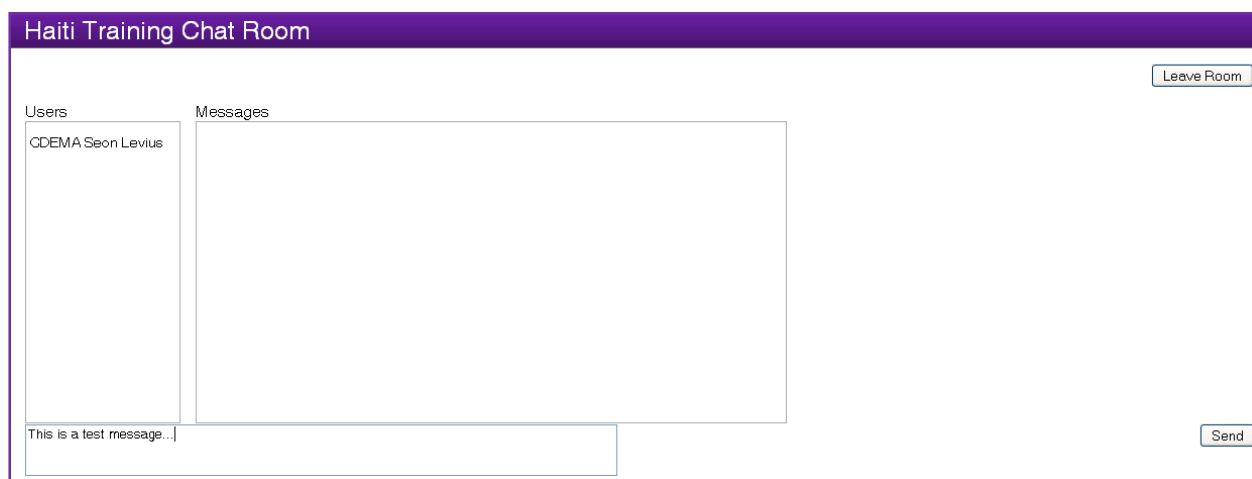 Haiti Training Chat Room
Leave Room
Users
Messages
CDEMA Seon Levius
This is a test message...
Send